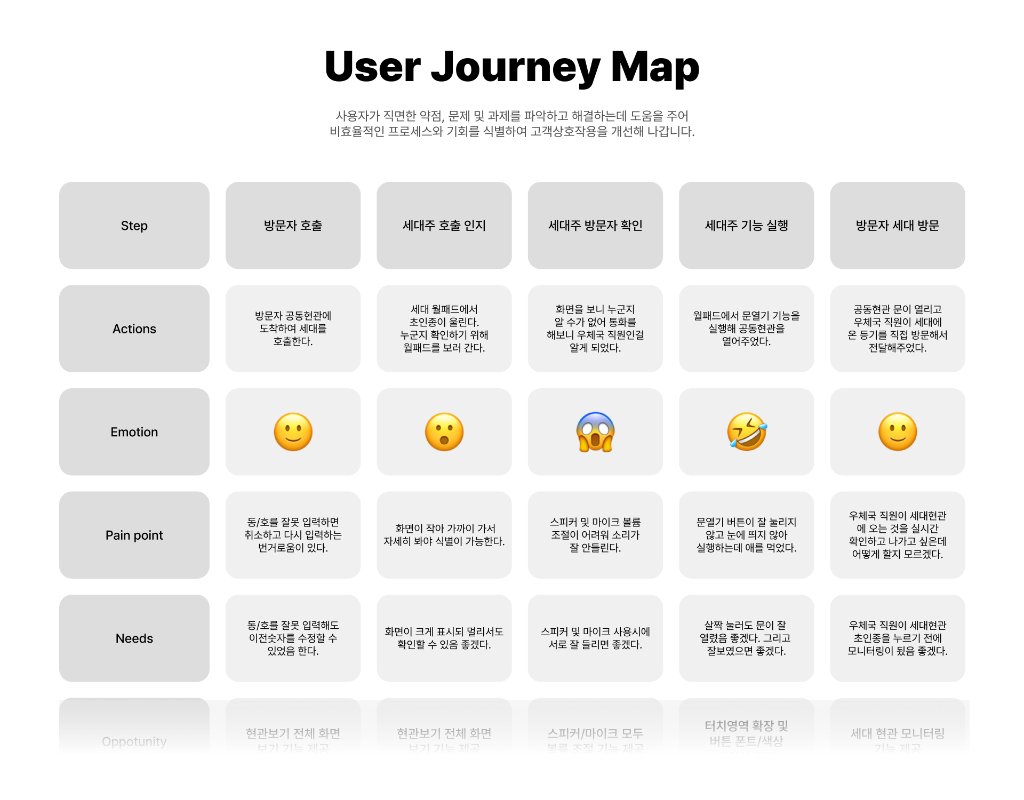 User Journey Map
사용자가 직면한 약점, 문제 및 과제를 파악하고 해결하는데 도움을 주어
비효율적인 프로세스와 기회를 식별하여 고객상호작용을 개선해 나갑니다.
Step
방문자 호출
세대주 호출 인지
세대주 방문자 확인
세대주 기능 실행
방문자 세대 방문
Actions
방문자 공동현관에
도착하여 세대를
호출한다.
세대 월패드에서
초인종이 울린다.
누군지 확인하기 위해
월패드를 보러 간다.
화면을 보니 누군지
알 수가 없어 통화를
해보니 우체국 직원인걸
알게 되었다.
월패드에서 문열기 기능을
실행해 공동현관을
열어주었다.
공동현관 문이 열리고
우체국 직원이 세대에
온 등기를 직접 방문해서
전달해주었다.
Emotion
Pain point
동/호를 잘못 입력하면
취소하고 다시 입력하는
번거로움이 있다.
화면이 작아 가까이 가서
자세히 봐야 식별이 가능한다.
스피커 및 마이크 볼륨
조절이 어려워 소리가
잘 안들린다.
문열기 버튼이 잘 눌리지
않고 눈에 띄지 않아
실행하는데 애를 먹었다.
우체국 직원이 세대현관
에 오는 것을 실시간
확인하고 나가고 싶은데
어떻게 할지 모르겠다.
Needs
동/호를 잘못 입력해도
이전숫자를 수정할 수
있었음 한다.
화면이 크게 표시되 멀리서도
확인할 수 있음 좋겠다.
스피커 및 마이크 사용시에
서로 잘 들리면 좋겠다.
살짝 눌러도 문이 잘
열렸음 좋겠다. 그리고
잘보였으면 좋겠다.
우체국 직원이 세대현관
초인종을 누르기 전에
모니터링이 됬음 좋겠다.
Oppotunity
현관보기 전체 화면
보기 기능 제공
현관보기 전체 화면
보기 기능 제공
스피커/마이크 모두
볼륨 조절 기능 제공
터치영역 확장 및
버튼 폰트/색상
세대 현관 모니터링
기능 제공